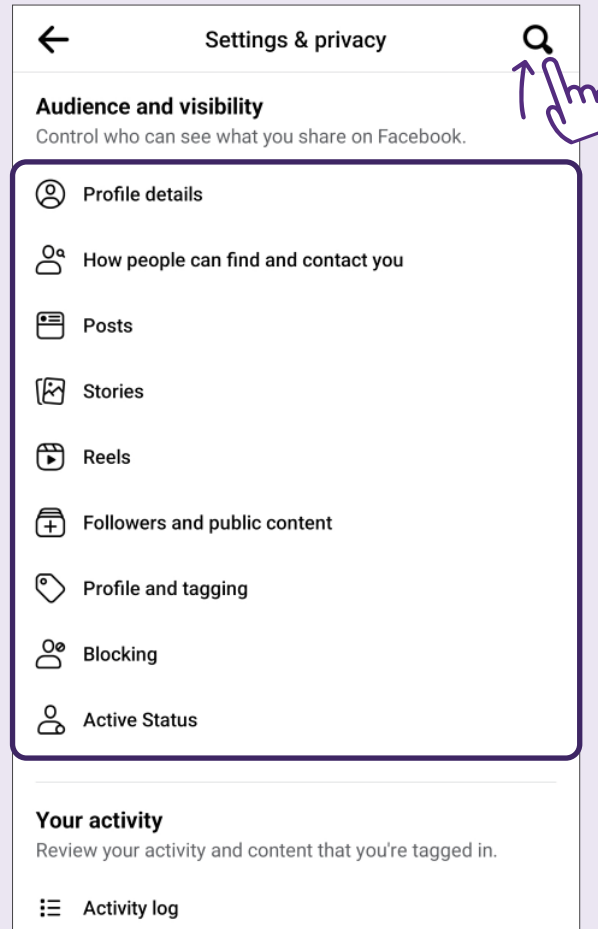 Settings & privacy
Audience and visibility
Control who can see what you share on Facebook.
Profile details
How people can find and contact you
Posts
Stories
Reels
Followers and public content
Profile and tagging
Blocking
Active Status
Your activity
Review your activity and content that you're tagged in.
Activity log